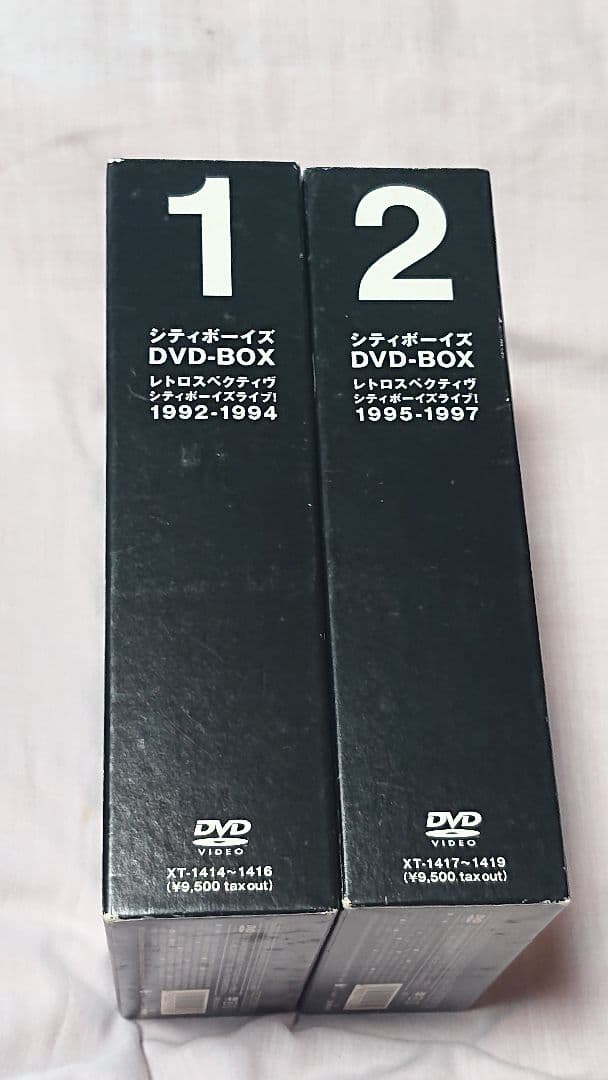 1
シティボーイズ
DVD-BOX
レトロスペクティヴ
シティボーイズライブ!
1992-1994
DVD
VIDEO
XT-1414~1416
(¥9,500 taxout)
2
シティボーイズ
DVD-BOX
レトロスペクティヴ
シティボーイズライブ!
1995-1997
DVD
VIDEO
XT-1417~1419
(¥9,500 taxout)